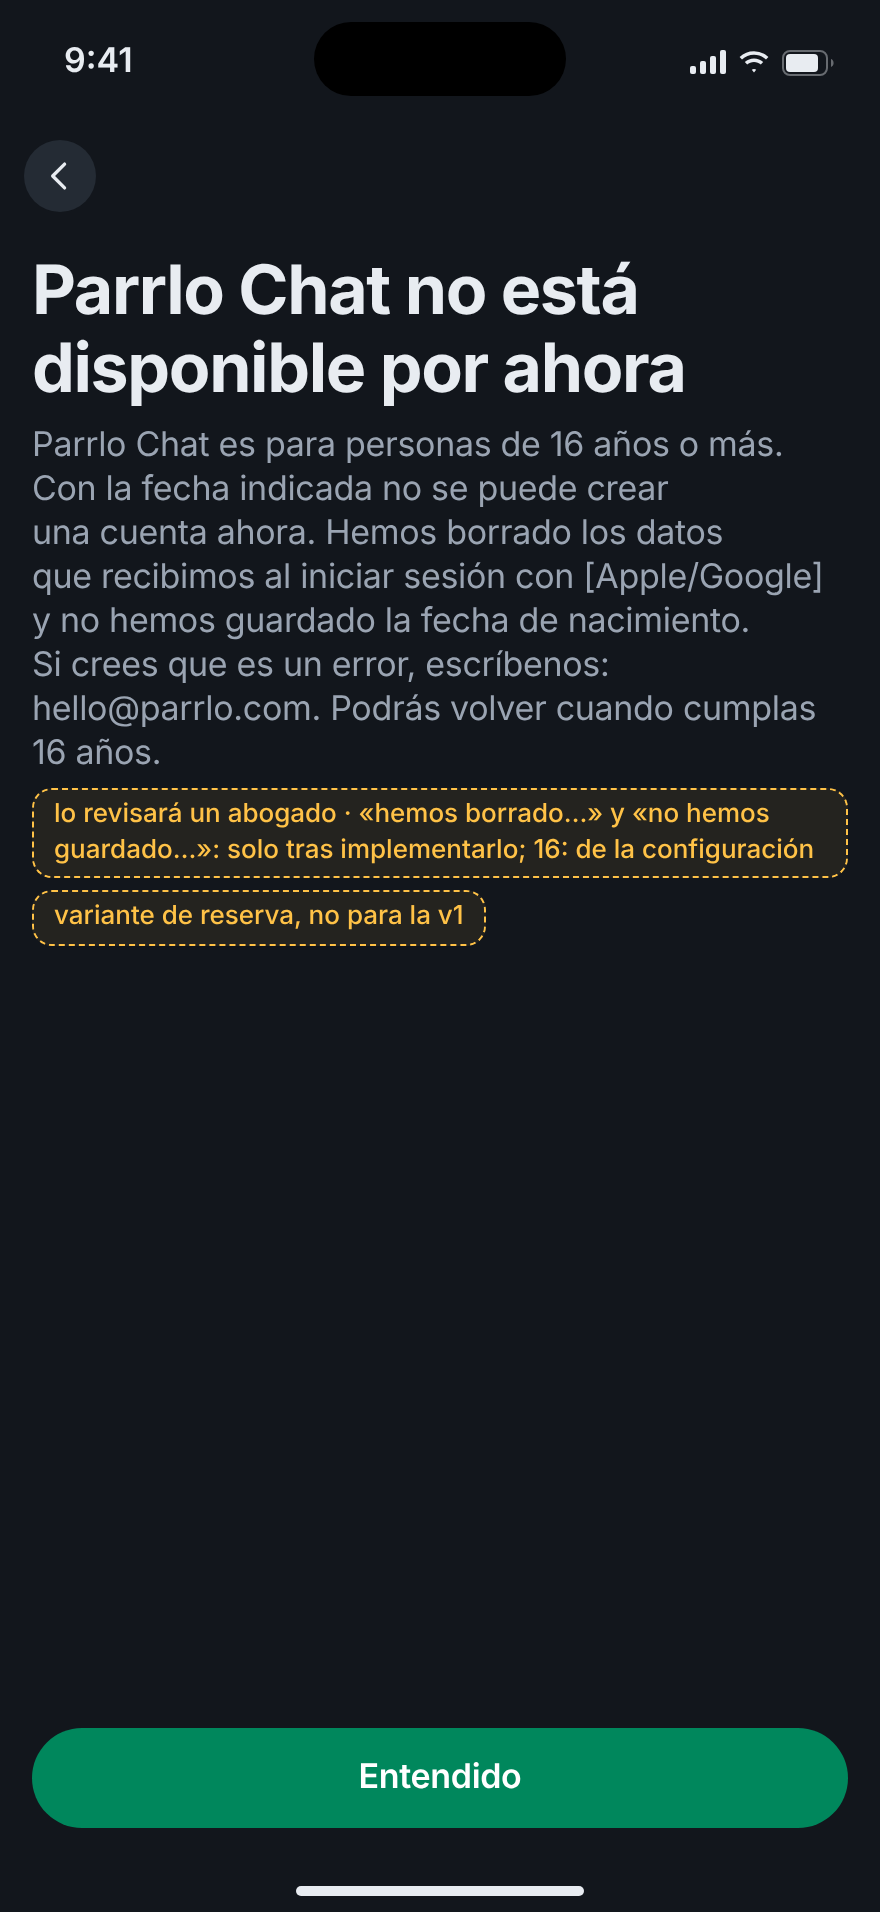 9:41
Parrlo Chat no está
disponible por ahora
Parrlo Chat es para personas de 16 años o más.
Con la fecha indicada no se puede crear
una cuenta ahora. Hemos borrado los datos
que recibimos al iniciar sesión con [Apple/Google]
y no hemos guardado la fecha de nacimiento.
Si crees que es un error, escríbenos:
hello@parrlo.com. Podrás volver cuando cumplas
16 años.
lo revisará un abogado · «hemos borrado…» y «no hemos
guardado…»: solo tras implementarlo; 16: de la configuración
variante de reserva, no para la v1
Entendido